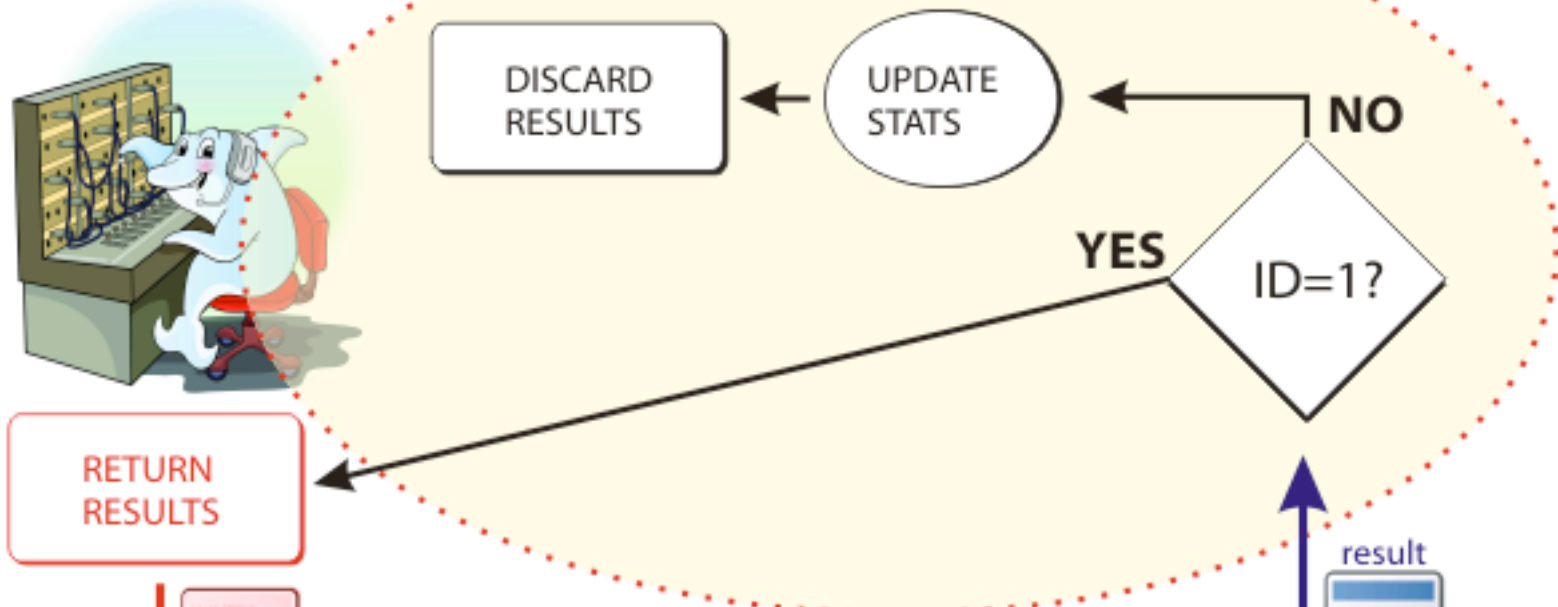 DISCARD
RESULTS
UPDATE
STATS
NO
YES
ID=1?
RETURN
RESULTS
result